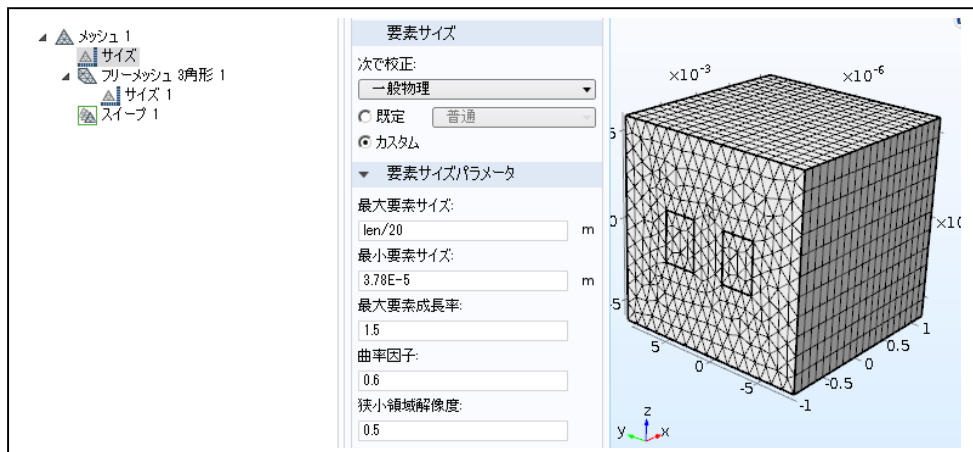 メッシュ 1
サイズ
フリーメッシュ 3角形 1
サイズ 1
スイープ 1
要素サイズ
次で校正:
一般物理
既定
普通
カスタム
要素サイズパラメータ
最大要素サイズ:
len/20 m
最小要素サイズ:
3.78E-5 m
最大要素成長率:
1.5
曲率因子:
0.6
狭小領域解像度:
0.5
×10⁻³
×10⁻⁶
5
0
-5
×10
5
0
-5
-1
-0.5
0
0.5
1
z
y
x